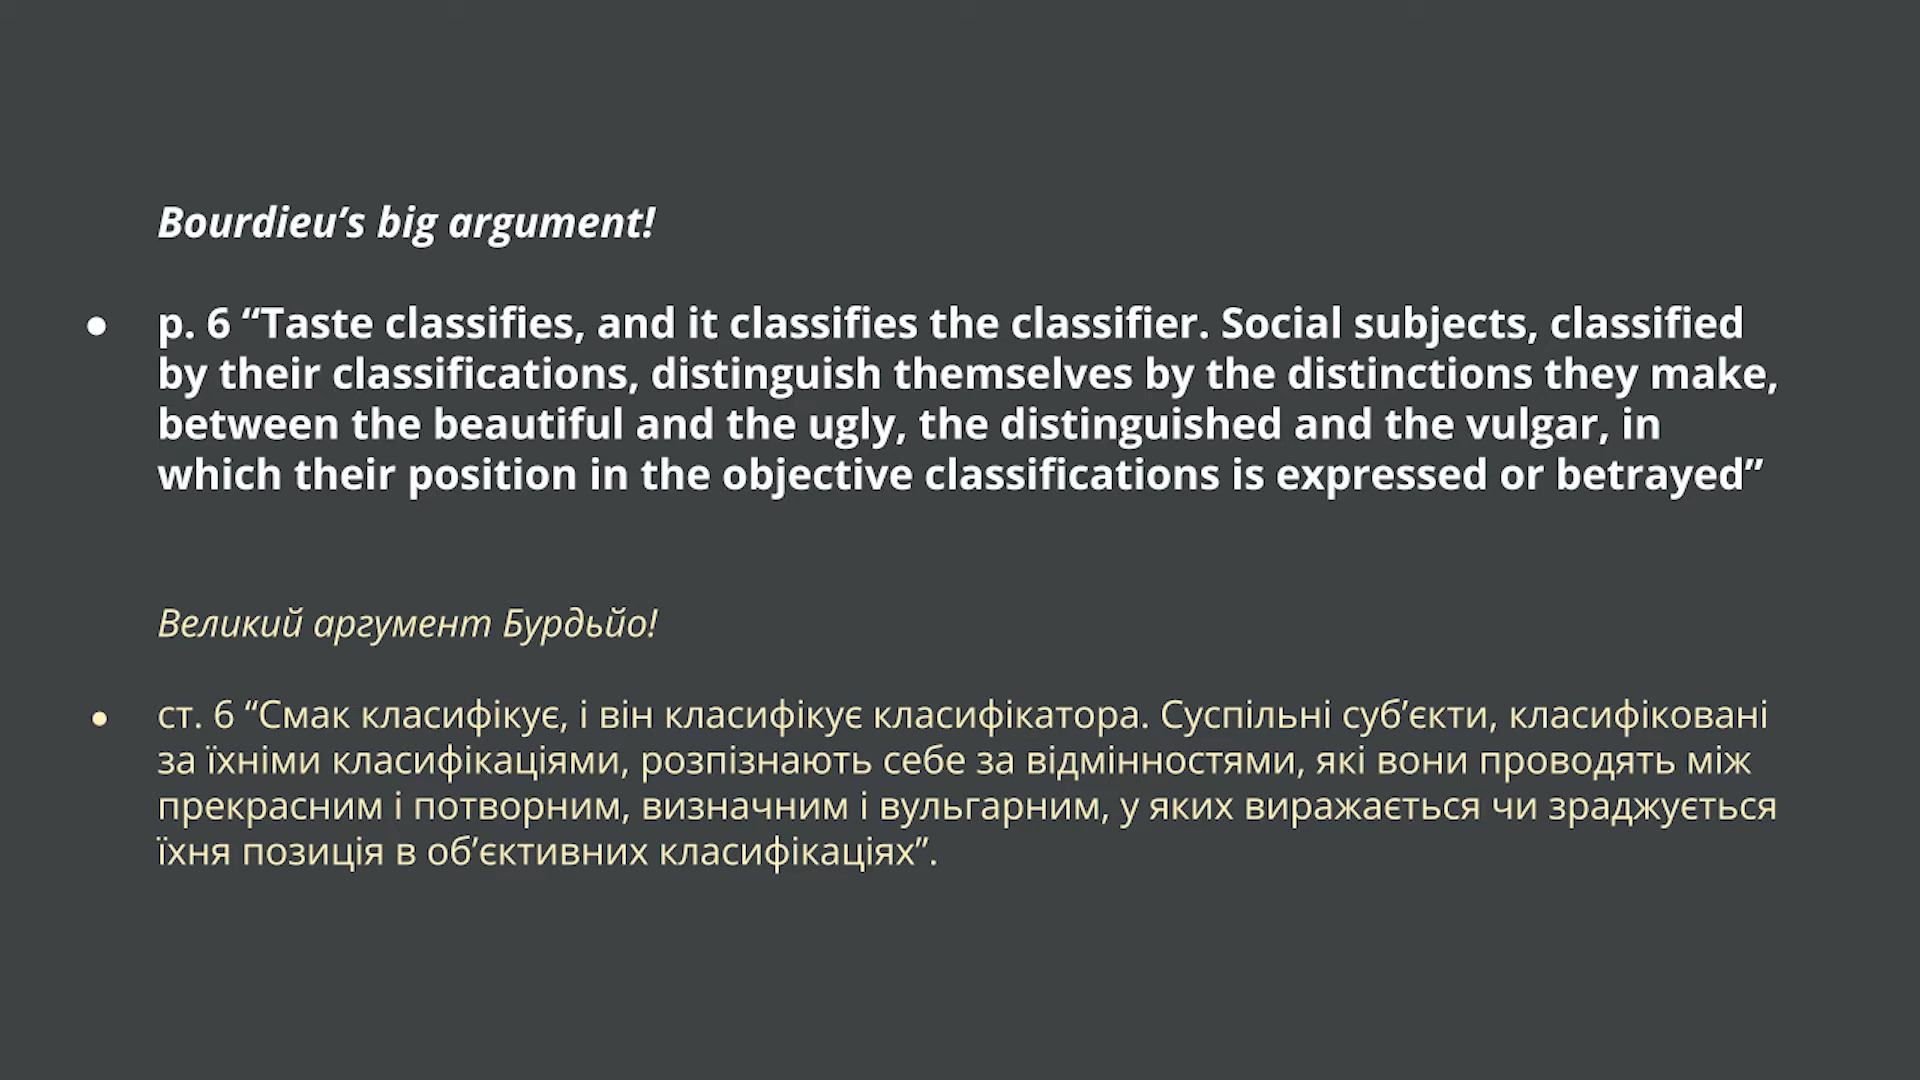 Bourdieu’s big argument!
● p. 6 “Taste classifies, and it classifies the classifier. Social subjects, classified
by their classifications, distinguish themselves by the distinctions they make,
between the beautiful and the ugly, the distinguished and the vulgar, in
which their position in the objective classifications is expressed or betrayed”
Великий аргумент Бурдьйо!
● ст. 6 “Смак класифікує, і він класифікує класифікатора. Суспільні суб’єкти, класифіковані
за їхніми класифікаціями, розпізнають себе за відмінностями, які вони проводять між
прекрасним і потворним, визначним і вульгарним, у яких виражається чи зраджується
їхня позиція в об’єктивних класифікаціях”.